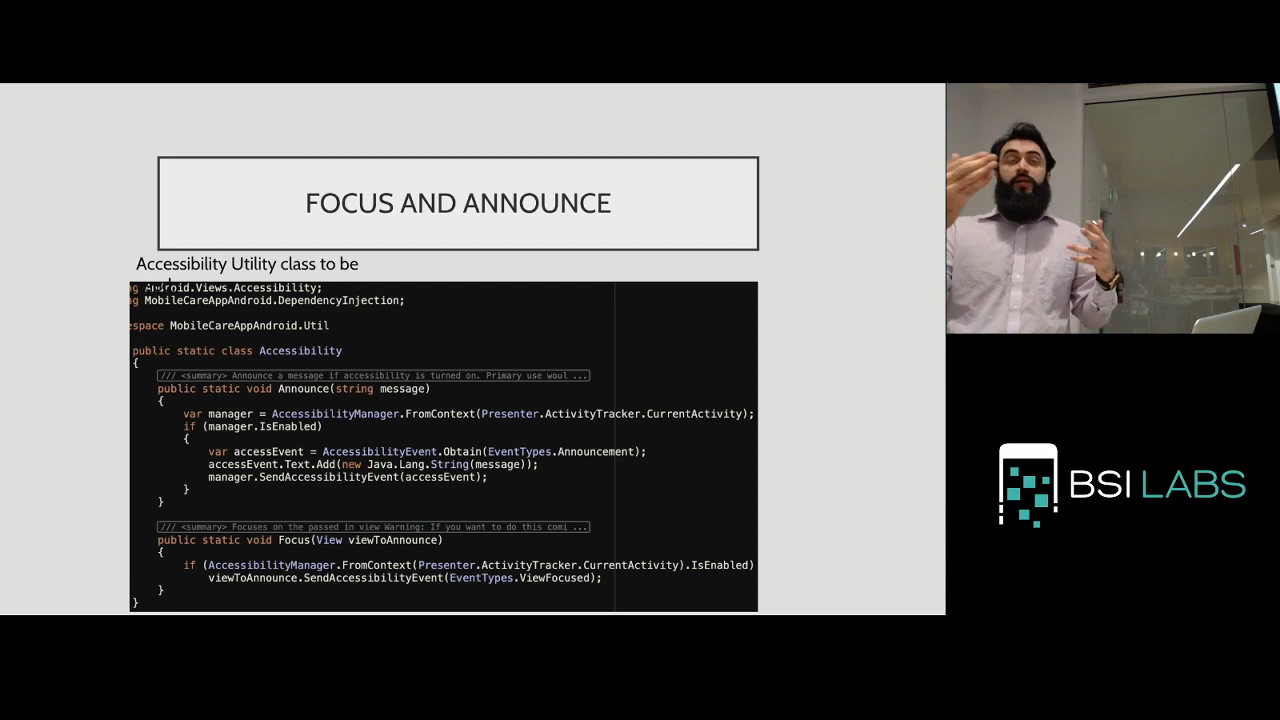 FOCUS AND ANNOUNCE
Accessibility Utility class to be
Android.Views.Accessibility;
MobileCareAppAndroid.DependencyInjection;
espace MobileCareAppAndroid.Util
public static class Accessibility
{
/// <summary> Announce a message if accessibility is turned on. Primary use woul ...
public static void Announce(string message)
{
var manager = AccessibilityManager.FromContext(Presenter.ActivityTracker.CurrentActivity);
if (manager.IsEnabled)
{
var accessEvent = AccessibilityEvent.Obtain(EventTypes.Announcement);
accessEvent.Text.Add(new Java.Lang.String(message));
manager.SendAccessibilityEvent(accessEvent);
}
}
/// <summary> Focuses on the passed in view Warning: If you want to do this comi ...
public static void Focus(View viewToAnnounce)
{
if (AccessibilityManager.FromContext(Presenter.ActivityTracker.CurrentActivity).IsEnabled)
viewToAnnounce.SendAccessibilityEvent(EventTypes.ViewFocused);
}
}
BSI LABS